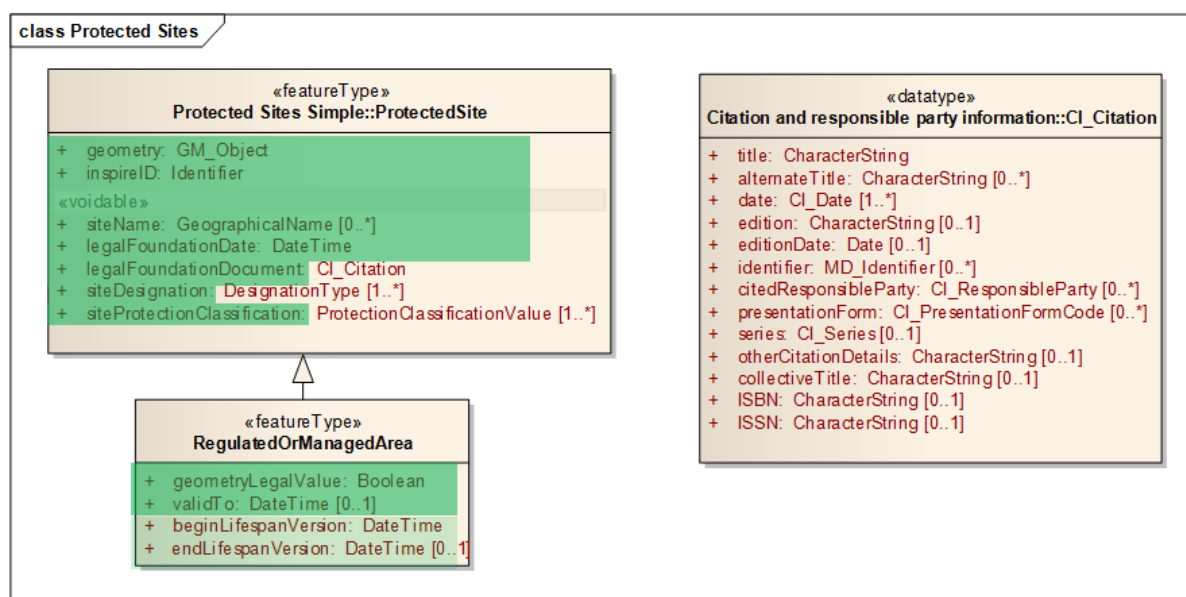 class Protected Sites
«featureType»
Protected Sites Simple::ProtectedSite
+ geometry: GM_Object
+ inspireID: Identifier
«voidable»
+ siteName: GeographicalName [0..*]
+ legalFoundationDate: DateTime
+ legalFoundationDocument: CI_Citation
+ siteDesignation: DesignationType [1..*]
+ siteProtectionClassification: ProtectionClassificationValue [1..*]
«featureType»
RegulatedOrManagedArea
+ geometryLegalValue: Boolean
+ validTo: DateTime [0..1]
+ beginLifespanVersion: DateTime
+ endLifespanVersion: DateTime [0..1]
«datatype»
Citation and responsible party information::CI_Citation
+ title: CharacterString
+ alternateTitle: CharacterString [0..*]
+ date: CI_Date [1..*]
+ edition: CharacterString [0..1]
+ editionDate: Date [0..1]
+ identifier: MD_Identifier [0..*]
+ citedResponsibleParty: CI_ResponsibleParty [0..*]
+ presentationForm: CI_PresentationFormCode [0..*]
+ series: CI_Series [0..1]
+ otherCitationDetails: CharacterString [0..1]
+ collectiveTitle: CharacterString [0..1]
+ ISBN: CharacterString [0..1]
+ ISSN: CharacterString [0..1]